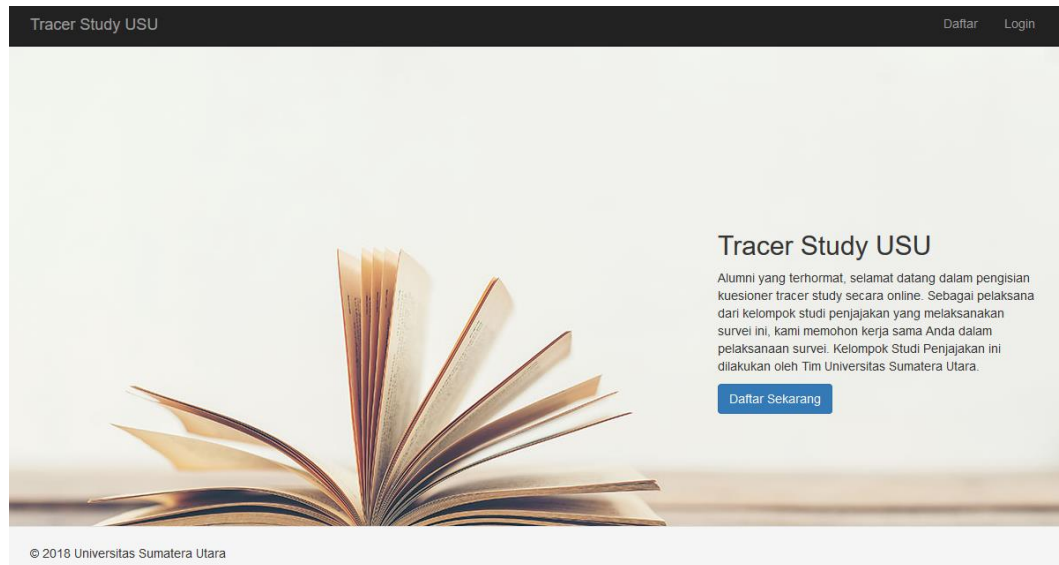 Tracer Study USU
Daftar
Login
Tracer Study USU
Alumni yang terhormat, selamat datang dalam pengisian
kuesioner tracer study secara online. Sebagai pelaksana
dari kelompok studi penjajakan yang melaksanakan
survei ini, kami memohon kerja sama Anda dalam
pelaksanaan survei. Kelompok Studi Penjajakan ini
dilakukan oleh Tim Universitas Sumatera Utara.
Daftar Sekarang
© 2018 Universitas Sumatera Utara